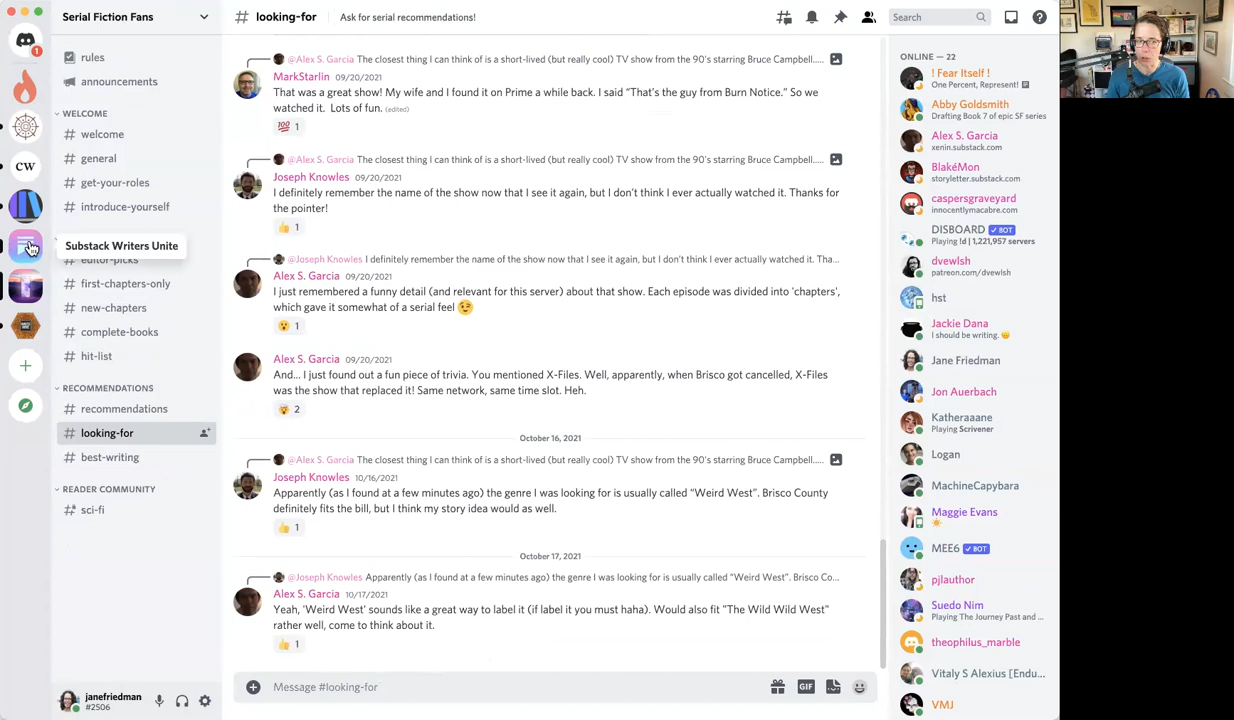 1
CW
Substack Writers Unite
Serial Fiction Fans
rules
announcements
WELCOME
welcome
general
get-your-roles
introduce-yourself
editor-picks
first-chapters-only
new-chapters
complete-books
hit-list
RECOMMENDATIONS
recommendations
looking-for
best-writing
READER COMMUNITY
sci-fi
janefriedman
#2506
looking-for
Ask for serial recommendations!
Search
@Alex S. Garcia The closest thing I can think of is a short-lived (but really cool) TV show from the 90's starring Bruce Campbell.....
MarkStarlin 09/20/2021
That was a great show! My wife and I found it on Prime a while back. I said “That's the guy from Burn Notice.” So we
watched it. Lots of fun. (edited)
💯 1
@Alex S. Garcia The closest thing I can think of is a short-lived (but really cool) TV show from the 90's starring Bruce Campbell.....
Joseph Knowles 09/20/2021
I definitely remember the name of the show now that I see it again, but I don't think I ever actually watched it. Thanks for
the pointer!
👍 1
@Joseph Knowles I definitely remember the name of the show now that I see it again, but I don't think I ever actually watched it. Tha...
Alex S. Garcia 09/20/2021
I just remembered a funny detail (and relevant for this server) about that show. Each episode was divided into 'chapters',
which gave it somewhat of a serial feel 😉
😮 1
Alex S. Garcia 09/20/2021
And... I just found out a fun piece of trivia. You mentioned X-Files. Well, apparently, when Brisco got cancelled, X-Files
was the show that replaced it! Same network, same time slot. Heh.
🤯 2
October 16, 2021
@Alex S. Garcia The closest thing I can think of is a short-lived (but really cool) TV show from the 90's starring Bruce Campbell.....
Joseph Knowles 10/16/2021
Apparently (as I found at a few minutes ago) the genre I was looking for is usually called “Weird West”. Brisco County
definitely fits the bill, but I think my story idea would as well.
👍 1
October 17, 2021
@Joseph Knowles Apparently (as I found at a few minutes ago) the genre I was looking for is usually called “Weird West”. Brisco Co...
Alex S. Garcia 10/17/2021
Yeah, 'Weird West' sounds like a great way to label it (if label it you must haha). Would also fit "The Wild Wild West"
rather well, come to think about it.
👍 1
Message #looking-for
GIF
ONLINE — 22
! Fear Itself !
One Percent, Represent!
Abby Goldsmith
Drafting Book 7 of epic SF series
Alex S. Garcia
xenin.substack.com
BlakéMon
storyletter.substack.com
caspersgraveyard
innocentlymacabre.com
DISBOARD ✓ BOT
Playing !d | 1,221,957 servers
dvewlsh
patreon.com/dvewlsh
hst
Jackie Dana
I should be writing. 👑
Jane Friedman
Jon Auerbach
Katheraaane
Playing Scrivener
Logan
MachineCapybara
Maggie Evans
☀️
MEE6 ✓ BOT
pjlauthor
Suedo Nim
Playing The Journey Past and ...
theophilus_marble
Vitaly S Alexius [Endu...
VMJ